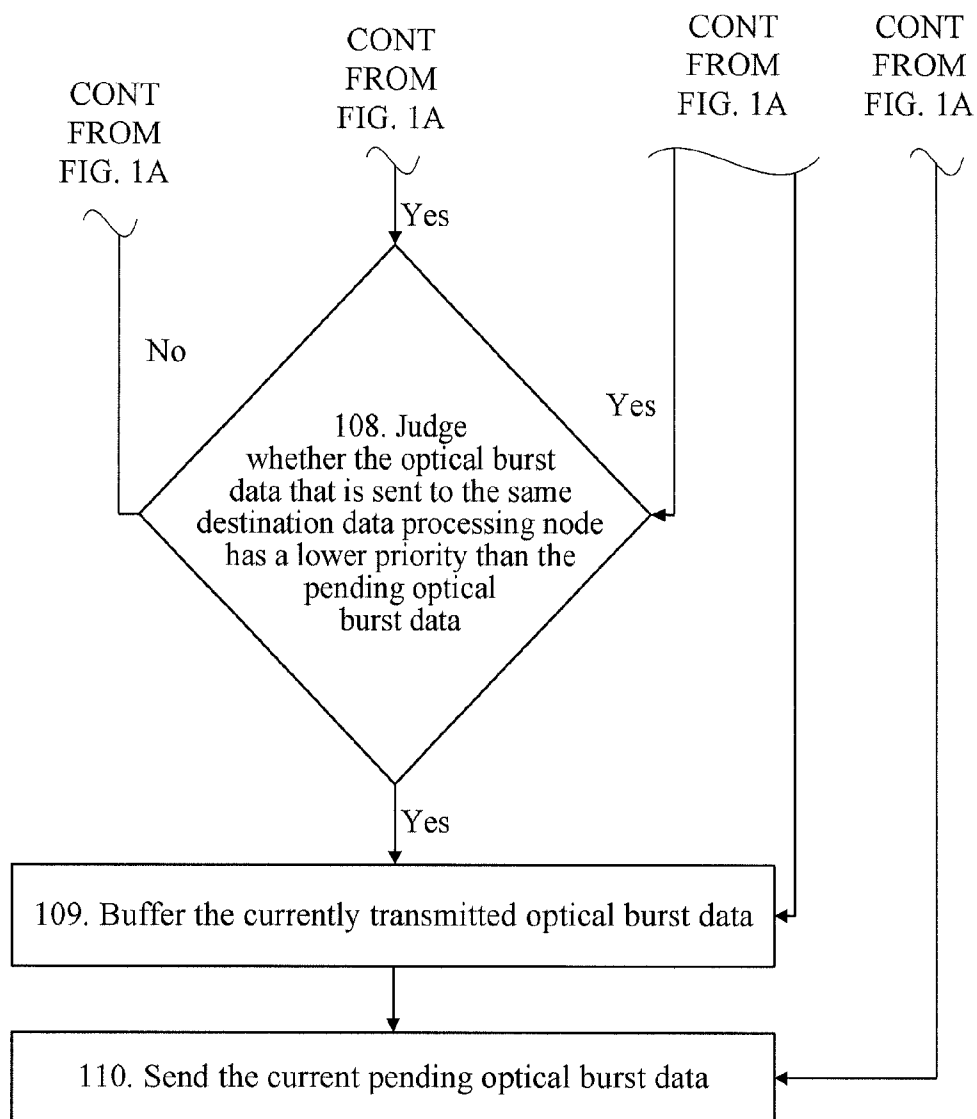 CONT
FROM
FIG. 1A
CONT
FROM
FIG. 1A
CONT
FROM
FIG. 1A
CONT
FROM
FIG. 1A
Yes
No
Yes
108. Judge
whether the optical burst
data that is sent to the same
destination data processing node
has a lower priority than the
pending optical
burst data
Yes
109. Buffer the currently transmitted optical burst data
110. Send the current pending optical burst data